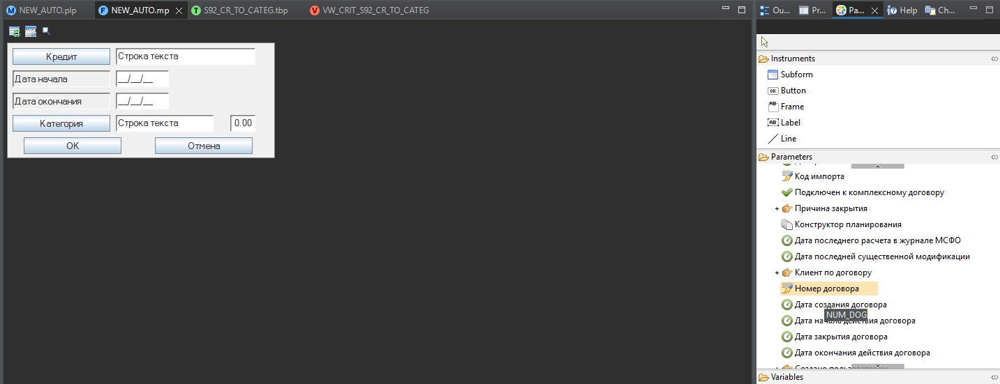 NEW_AUTO.plp
NEW_AUTO.mp
S92_CR_TO_CATEG.tbp
VW_CRIT_S92_CR_TO_CATEG
Ou...
Pr...
Pa...
Help
Ch...
Кредит
Строка текста
Дата начала
__/__/__
Дата окончания
__/__/__
Категория
Строка текста
0.00
OK
Отмена
Instruments
Subform
Button
Frame
Label
Line
Parameters
Код импорта
Подключен к комплексному договору
Причина закрытия
Конструктор планирования
Дата последнего расчета в журнале МСФО
Дата последней существенной модификации
Клиент по договору
Номер договора
Дата создания договора
NUM_DOG
Дата начала действия договора
Дата закрытия договора
Дата окончания действия договора
Variables